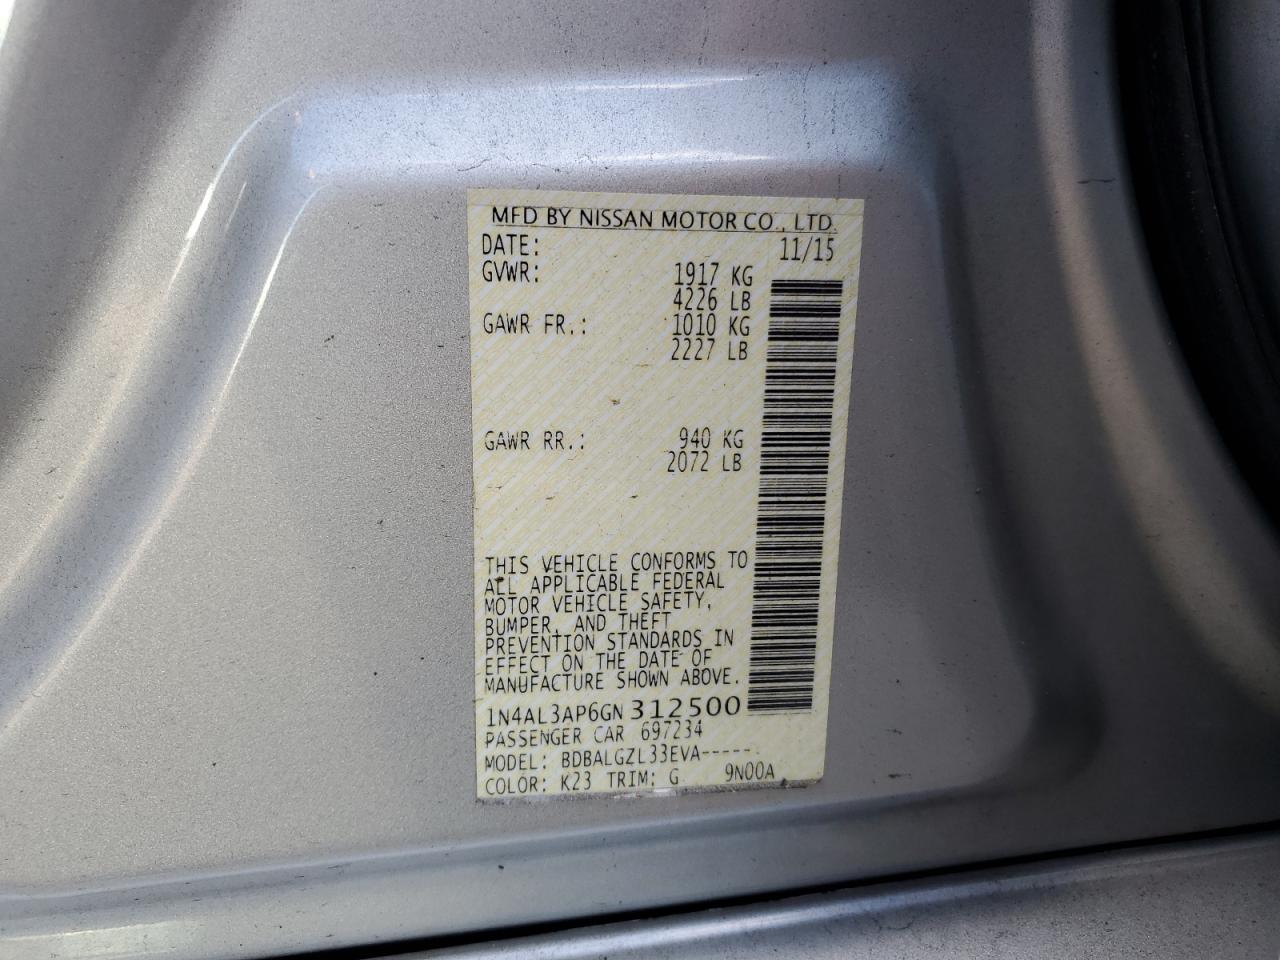 MFD BY NISSAN MOTOR CO., LTD.
DATE: 11/15
GVWR: 1917 KG
4226 LB
GAWR FR.: 1010 KG
2227 LB
GAWR RR.: 940 KG
2072 LB
THIS VEHICLE CONFORMS TO
ALL APPLICABLE FEDERAL
MOTOR VEHICLE SAFETY,
BUMPER, AND THEFT
PREVENTION STANDARDS IN
EFFECT ON THE DATE OF
MANUFACTURE SHOWN ABOVE.
1N4AL3AP6GN 312500
PASSENGER CAR 697234
MODEL: BDBALGZL33EVA-----
COLOR: K23 TRIM: G 9N00A